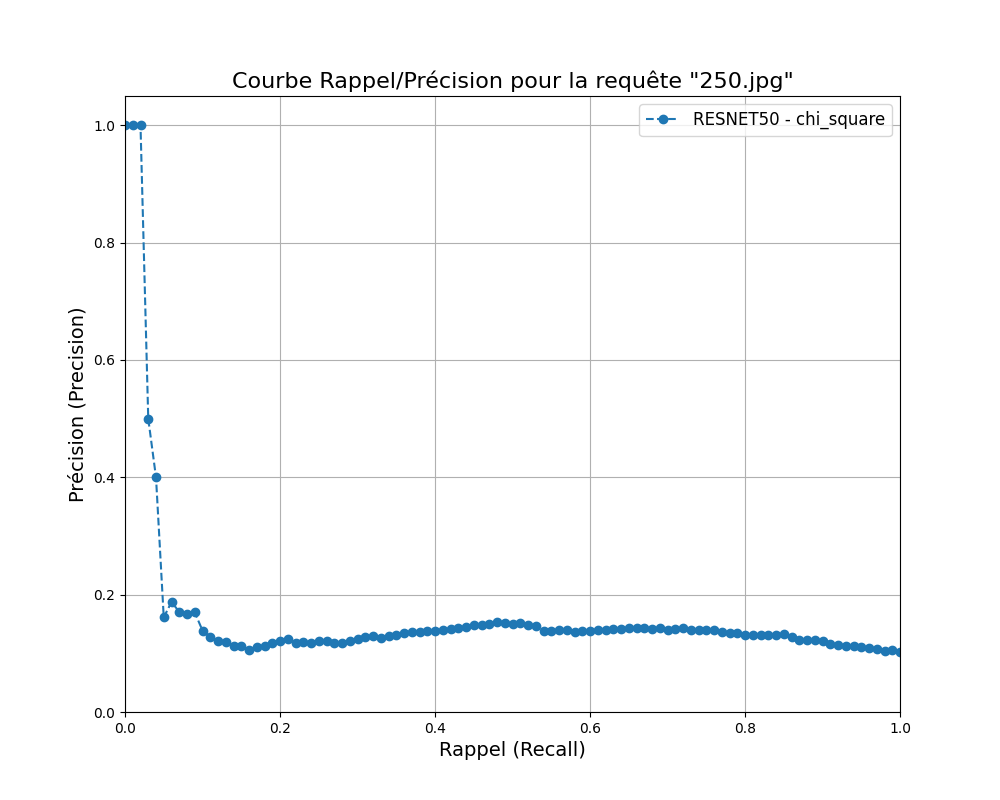 Courbe Rappel/Précision pour la requête "250.jpg"
RESNET50 - chi_square
Précision (Precision)
1.0
0.8
0.6
0.4
0.2
0.0
0.0 0.2 0.4 0.6 0.8 1.0
Rappel (Recall)